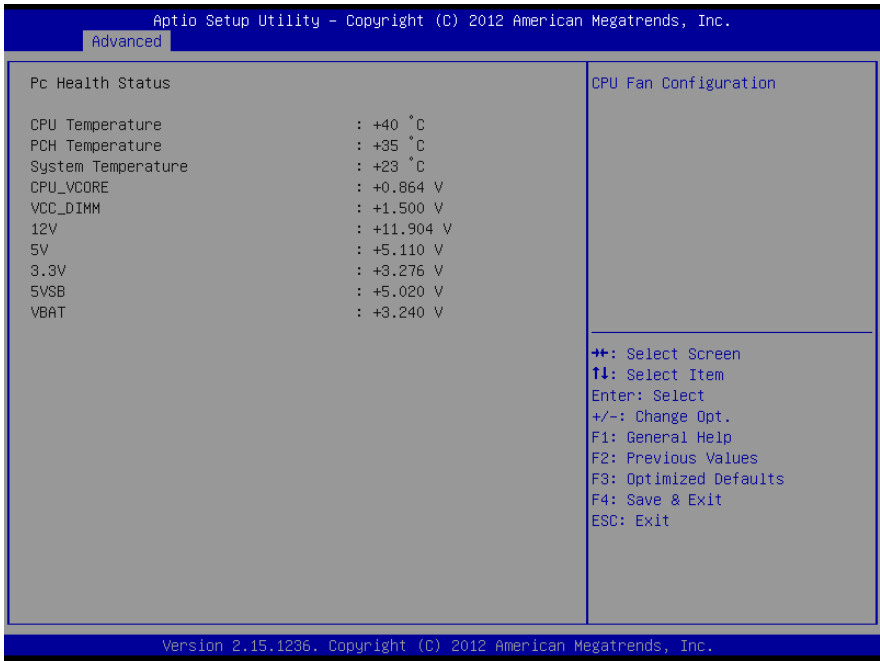 Aptio Setup Utility – Copyright (C) 2012 American Megatrends, Inc.
Advanced
Pc Health Status
CPU Temperature : +40 °C
PCH Temperature : +35 °C
System Temperature : +23 °C
CPU_VCORE : +0.864 V
VCC_DIMM : +1.500 V
12V : +11.904 V
5V : +5.110 V
3.3V : +3.276 V
5VSB : +5.020 V
VBAT : +3.240 V
CPU Fan Configuration
→←: Select Screen
↑↓: Select Item
Enter: Select
+/-: Change Opt.
F1: General Help
F2: Previous Values
F3: Optimized Defaults
F4: Save & Exit
ESC: Exit
Version 2.15.1236. Copyright (C) 2012 American Megatrends, Inc.